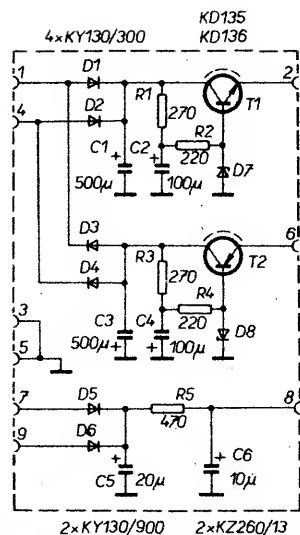 KD135
4×KY130/300 KD136
1 D1 2
R1 T1
4 D2 270 R2
C1 C2 220 D7
500µ 100µ
D3 6
D4 R3 T2
270 R4
3 C3 C4 220 D8
500µ 100µ
5
7 D5 R5 8
470
9 D6 C6
C5 20µ 10µ
2×KY130/900 2×KZ260/13